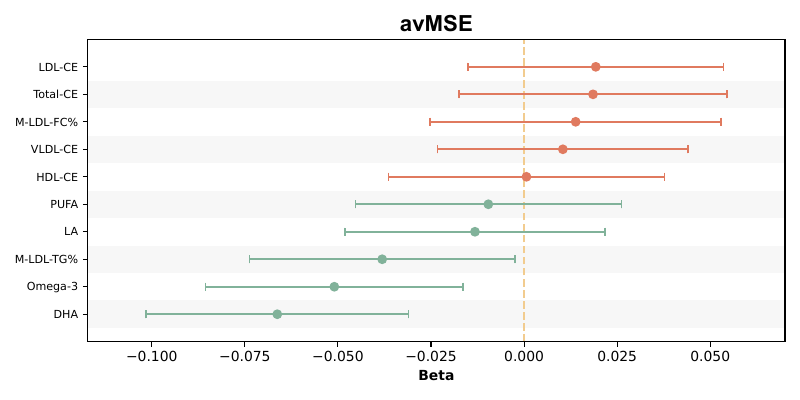 avMSE
LDL-CE
Total-CE
M-LDL-FC%
VLDL-CE
HDL-CE
PUFA
LA
M-LDL-TG%
Omega-3
DHA
−0.100 −0.075 −0.050 −0.025 0.000 0.025 0.050
Beta